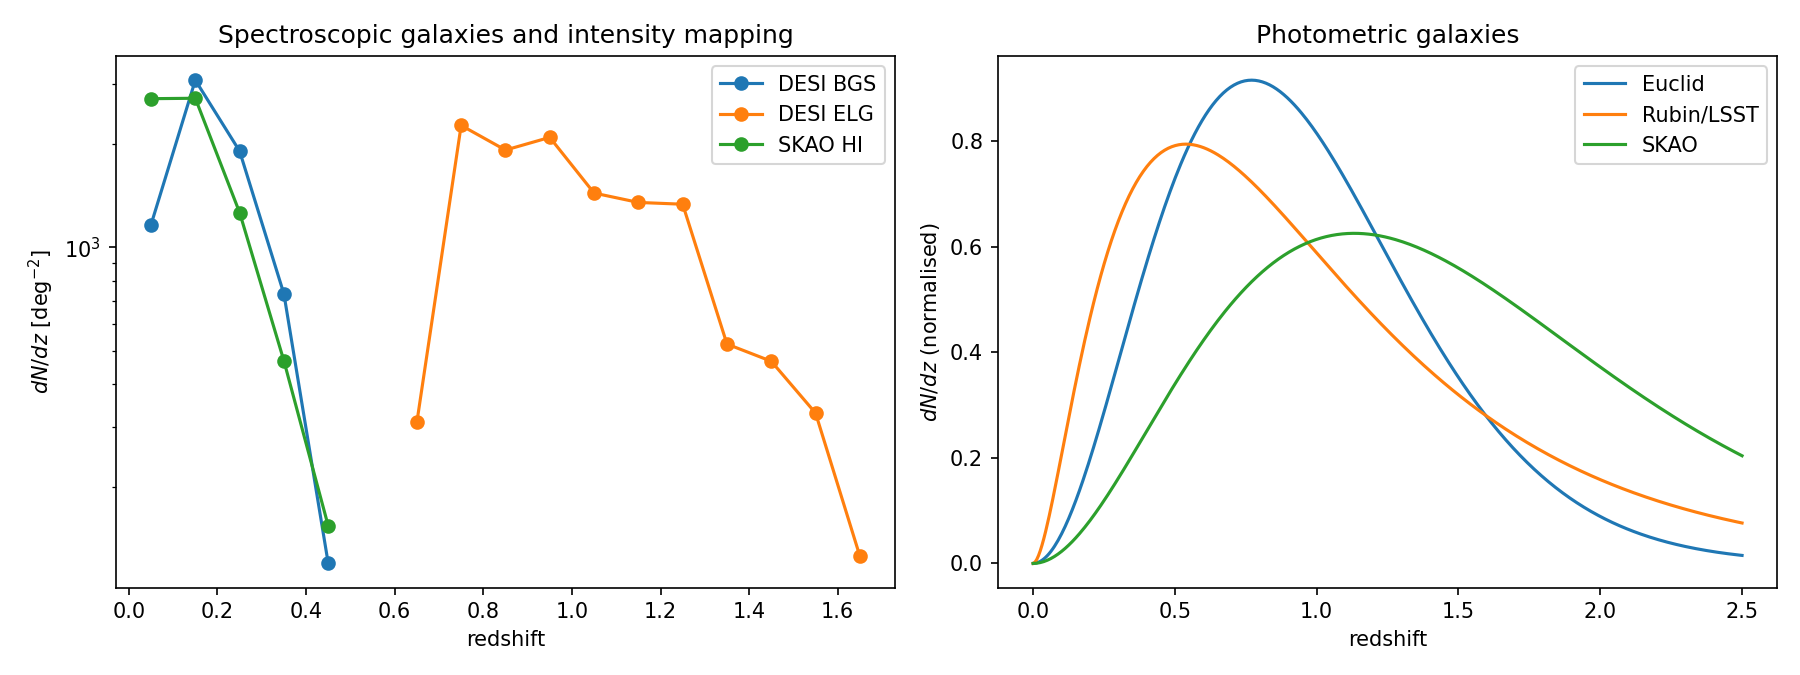 Spectroscopic galaxies and intensity mapping
DESI BGS
DESI ELG
SKAO HI
10³
dN/dz [deg⁻²]
0.0 0.2 0.4 0.6 0.8 1.0 1.2 1.4 1.6
redshift
Photometric galaxies
Euclid
Rubin/LSST
SKAO
0.8
0.6
0.4
0.2
0.0
dN/dz (normalised)
0.0 0.5 1.0 1.5 2.0 2.5
redshift